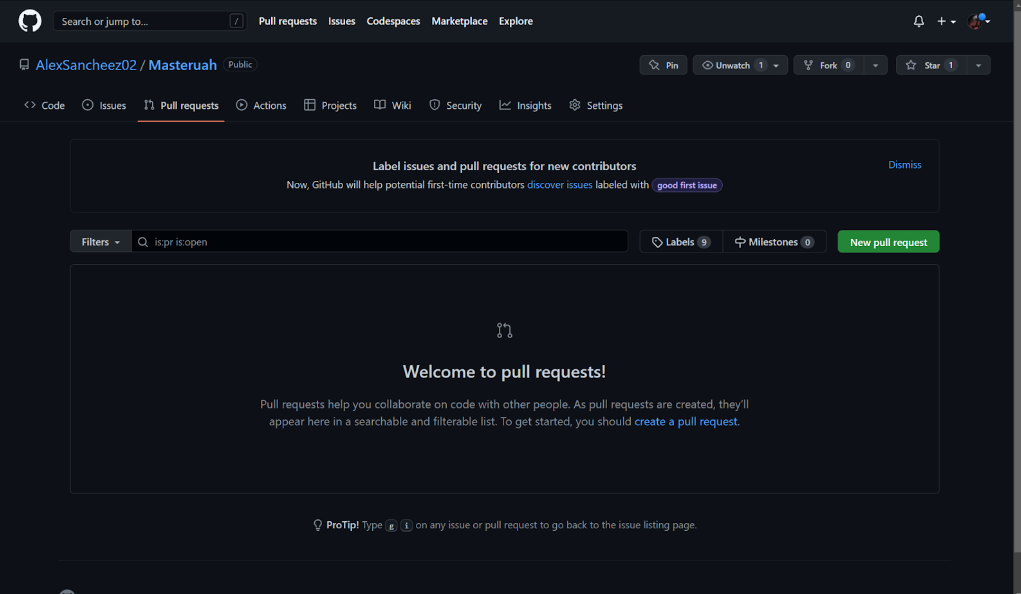 Search or jump to... / Pull requests Issues Codespaces Marketplace Explore
AlexSancheez02 / Masteruah Public Pin Unwatch 1 Fork 0 Star 1
Code Issues Pull requests Actions Projects Wiki Security Insights Settings
Label issues and pull requests for new contributors Dismiss
Now, GitHub will help potential first-time contributors discover issues labeled with good first issue
Filters is:pr is:open Labels 9 Milestones 0 New pull request
Welcome to pull requests!
Pull requests help you collaborate on code with other people. As pull requests are created, they'll
appear here in a searchable and filterable list. To get started, you should create a pull request.
ProTip! Type g i on any issue or pull request to go back to the issue listing page.